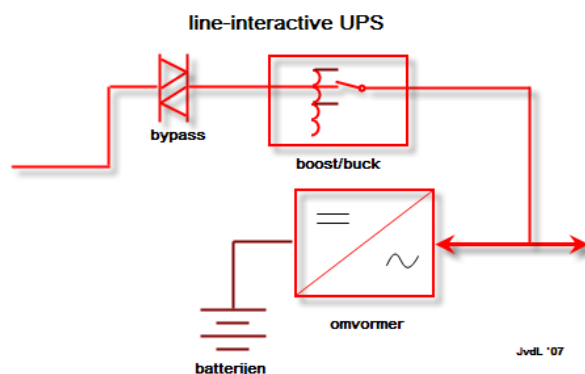 line-interactive UPS
bypass
boost/buck
omvormer
batterijen
JvdL '07